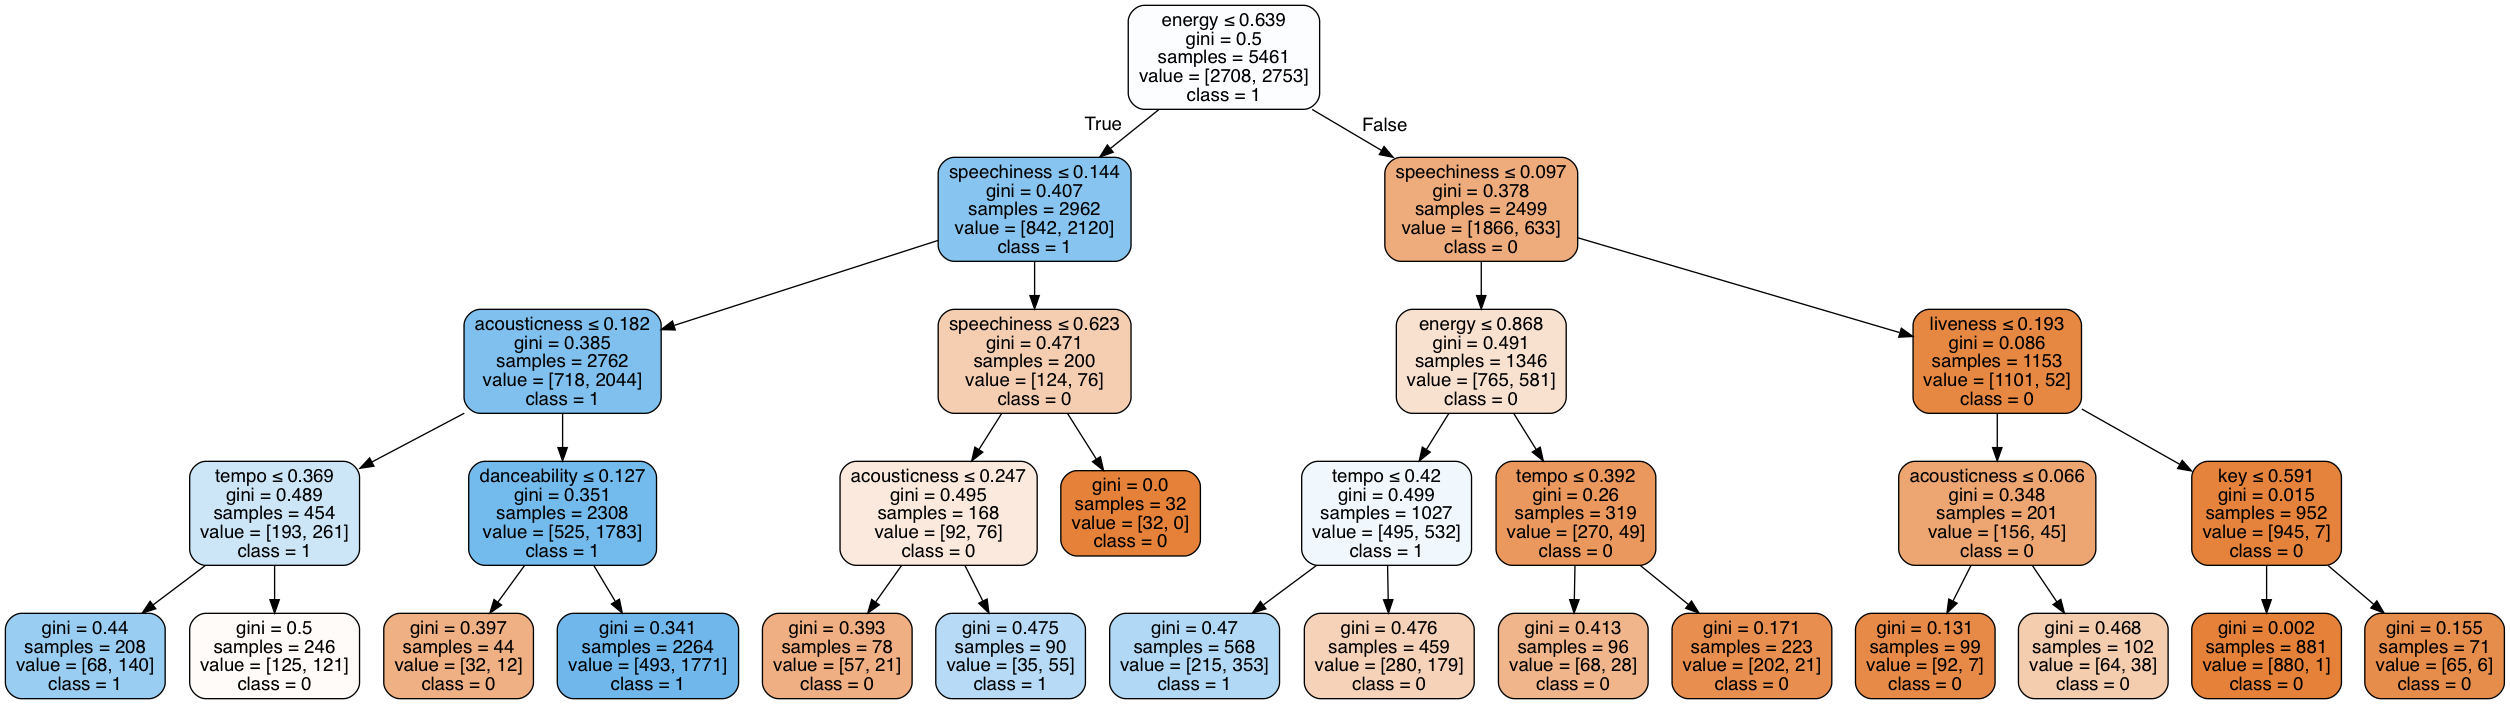 energy ≤ 0.639
gini = 0.5
samples = 5461
value = [2708, 2753]
class = 1
True
False
speechiness ≤ 0.144
gini = 0.407
samples = 2962
value = [842, 2120]
class = 1
speechiness ≤ 0.097
gini = 0.378
samples = 2499
value = [1866, 633]
class = 0
acousticness ≤ 0.182
gini = 0.385
samples = 2762
value = [718, 2044]
class = 1
speechiness ≤ 0.623
gini = 0.471
samples = 200
value = [124, 76]
class = 0
energy ≤ 0.868
gini = 0.491
samples = 1346
value = [765, 581]
class = 0
liveness ≤ 0.193
gini = 0.086
samples = 1153
value = [1101, 52]
class = 0
tempo ≤ 0.369
gini = 0.489
samples = 454
value = [193, 261]
class = 1
danceability ≤ 0.127
gini = 0.351
samples = 2308
value = [525, 1783]
class = 1
acousticness ≤ 0.247
gini = 0.495
samples = 168
value = [92, 76]
class = 0
gini = 0.0
samples = 32
value = [32, 0]
class = 0
tempo ≤ 0.42
gini = 0.499
samples = 1027
value = [495, 532]
class = 1
tempo ≤ 0.392
gini = 0.26
samples = 319
value = [270, 49]
class = 0
acousticness ≤ 0.066
gini = 0.348
samples = 201
value = [156, 45]
class = 0
key ≤ 0.591
gini = 0.015
samples = 952
value = [945, 7]
class = 0
gini = 0.44
samples = 208
value = [68, 140]
class = 1
gini = 0.5
samples = 246
value = [125, 121]
class = 0
gini = 0.397
samples = 44
value = [32, 12]
class = 0
gini = 0.341
samples = 2264
value = [493, 1771]
class = 1
gini = 0.393
samples = 78
value = [57, 21]
class = 0
gini = 0.475
samples = 90
value = [35, 55]
class = 1
gini = 0.47
samples = 568
value = [215, 353]
class = 1
gini = 0.476
samples = 459
value = [280, 179]
class = 0
gini = 0.413
samples = 96
value = [68, 28]
class = 0
gini = 0.171
samples = 223
value = [202, 21]
class = 0
gini = 0.131
samples = 99
value = [92, 7]
class = 0
gini = 0.468
samples = 102
value = [64, 38]
class = 0
gini = 0.002
samples = 881
value = [880, 1]
class = 0
gini = 0.155
samples = 71
value = [65, 6]
class = 0